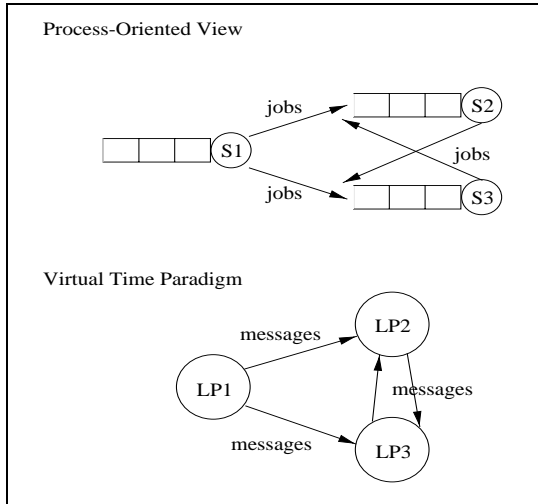 Process-Oriented View
jobs
S2
S1
jobs
jobs
S3
Virtual Time Paradigm
LP2
messages
LP1
messages
messages
LP3